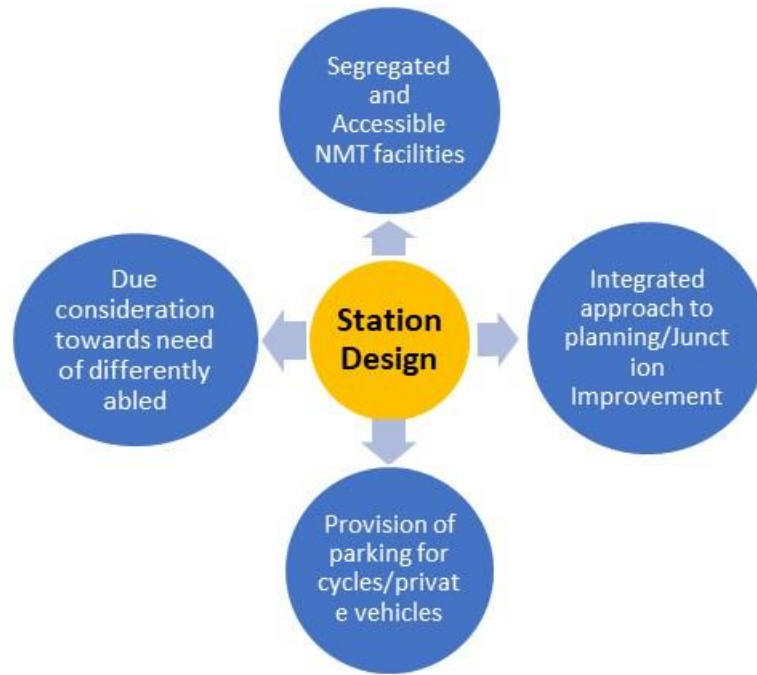 Segregated
and
Accessible
NMT facilities
Due
consideration
towards need
of differently
abled
Station
Design
Integrated
approach to
planning/Junct
ion
Improvement
Provision of
parking for
cycles/privat
e vehicles